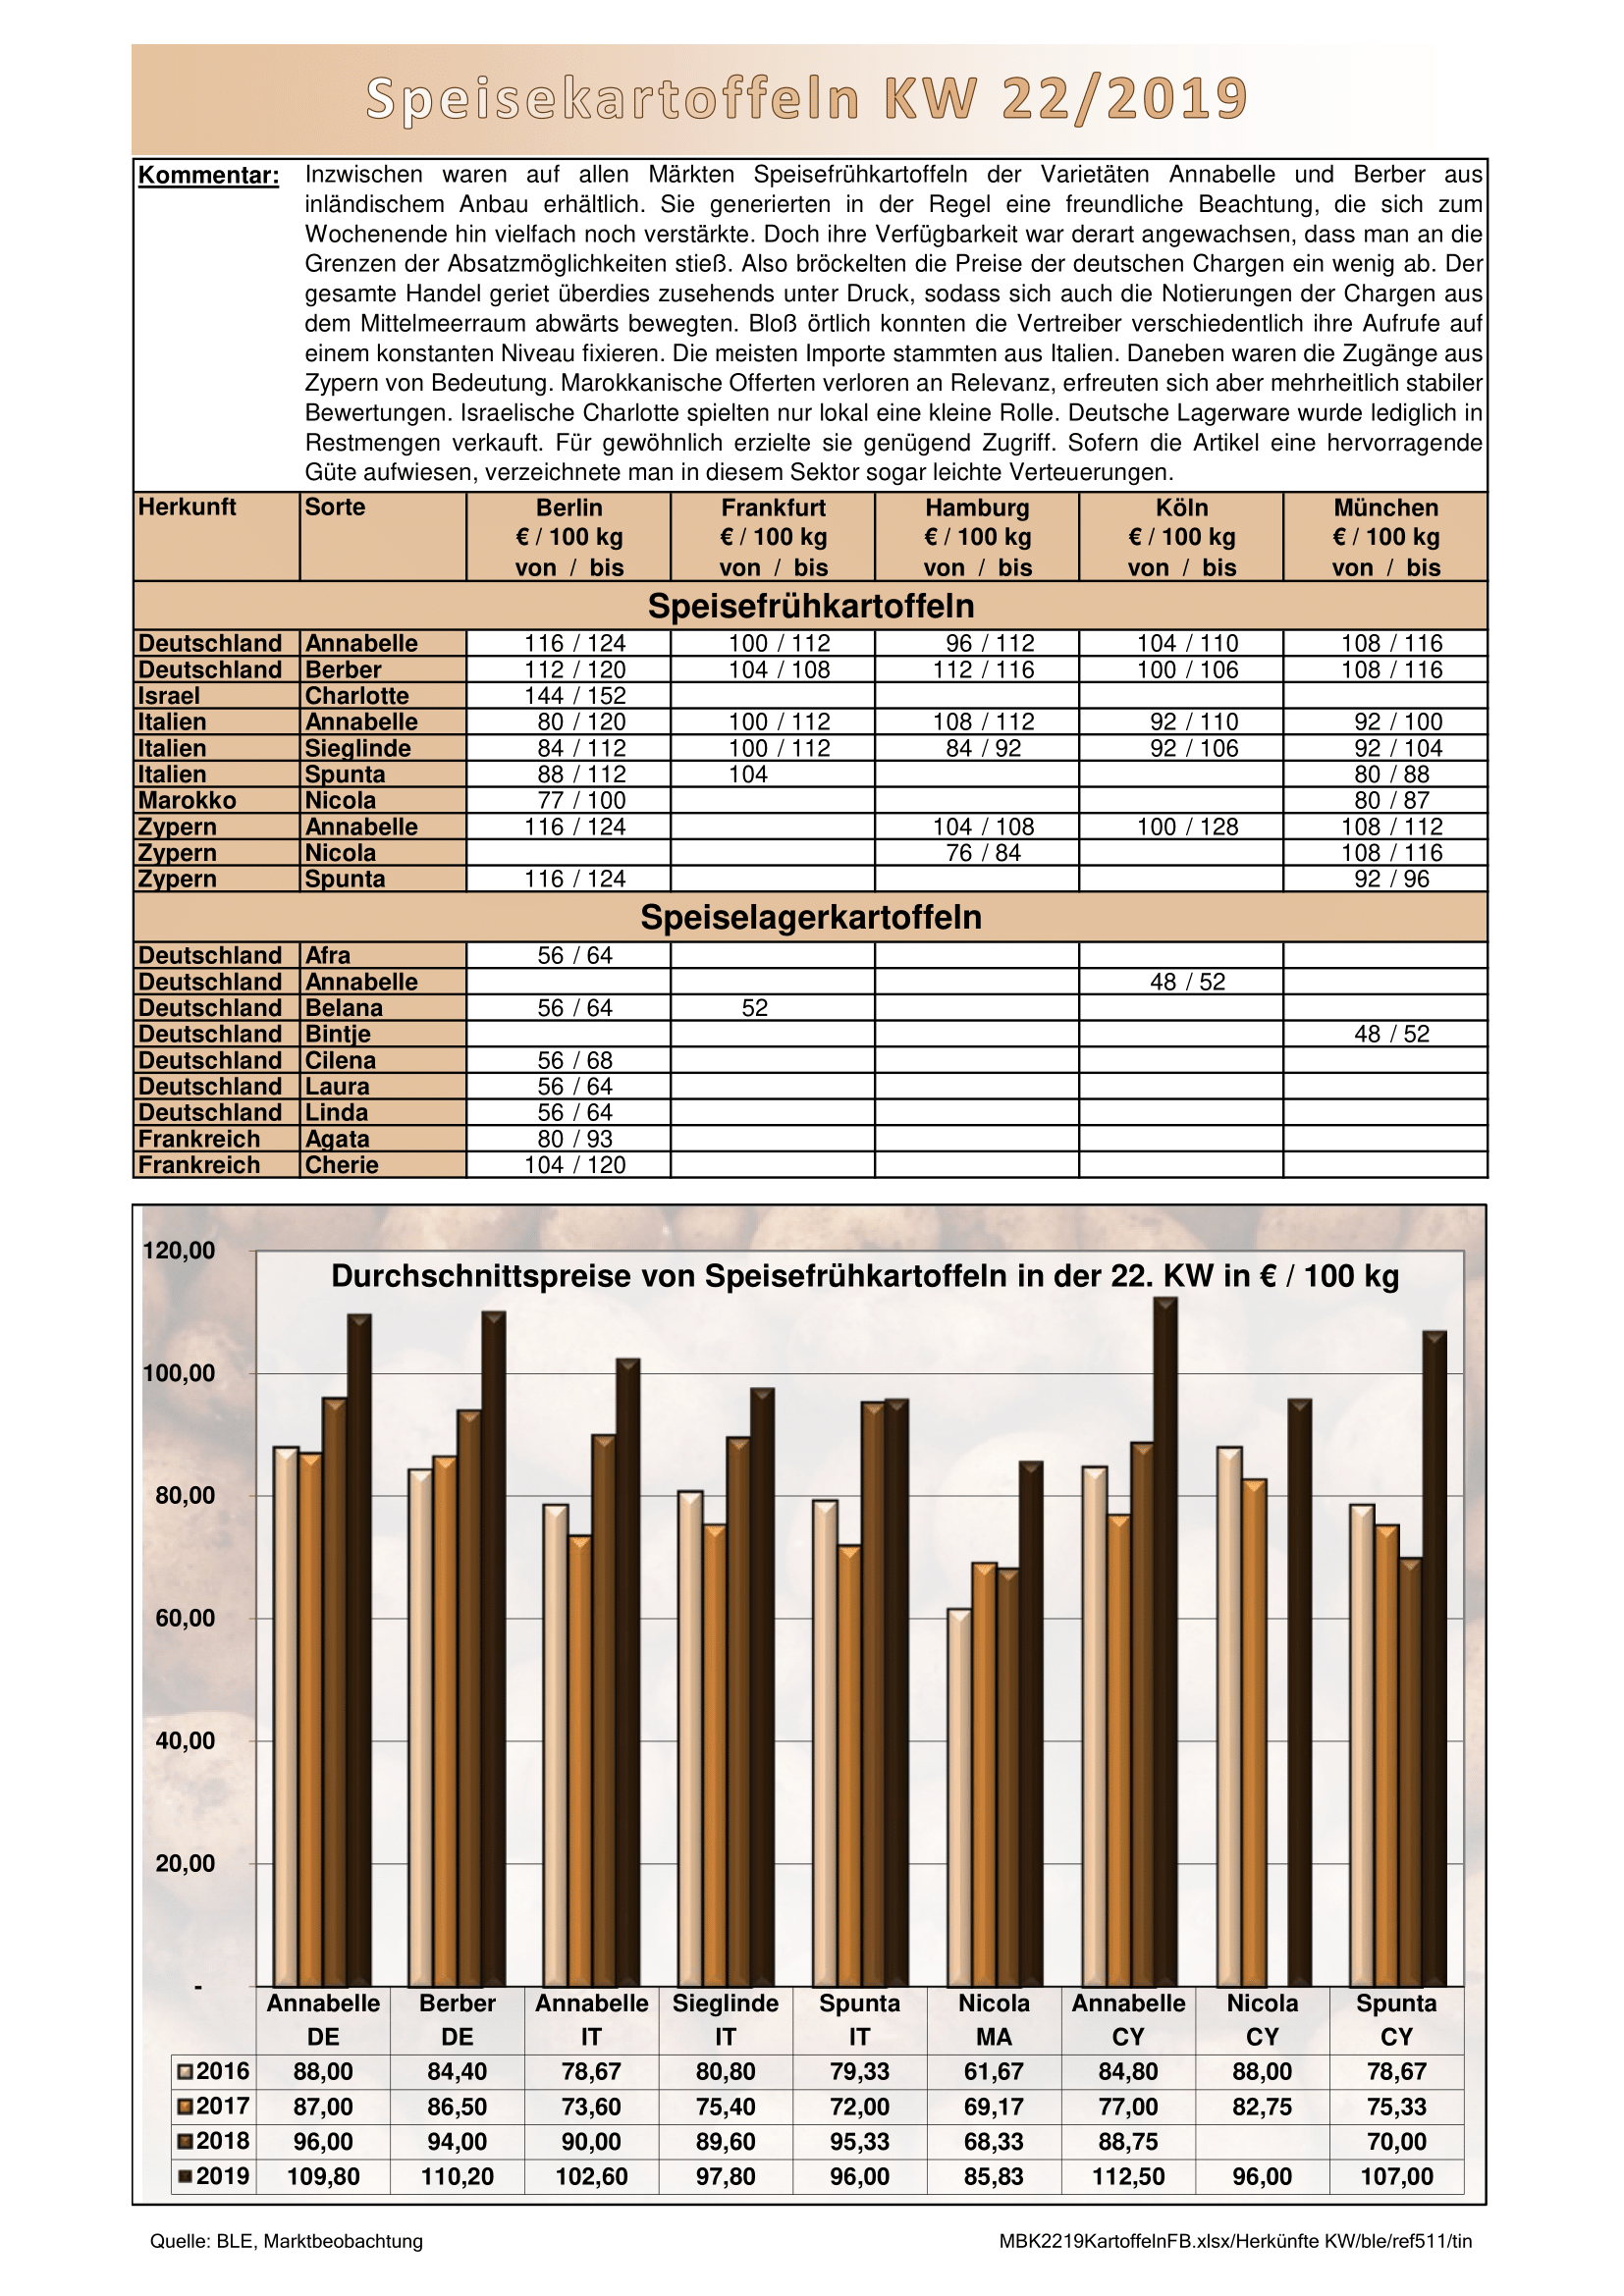 Speisekartoffeln KW 22/2019
Kommentar: Inzwischen waren auf allen Märkten Speisefrühkartoffeln der Varietäten Annabelle und Berber aus
inländischem Anbau erhältlich. Sie generierten in der Regel eine freundliche Beachtung, die sich zum
Wochenende hin vielfach noch verstärkte. Doch ihre Verfügbarkeit war derart angewachsen, dass man an die
Grenzen der Absatzmöglichkeiten stieß. Also bröckelten die Preise der deutschen Chargen ein wenig ab. Der
gesamte Handel geriet überdies zusehends unter Druck, sodass sich auch die Notierungen der Chargen aus
dem Mittelmeerraum abwärts bewegten. Bloß örtlich konnten die Vertreiber verschiedentlich ihre Aufrufe auf
einem konstanten Niveau fixieren. Die meisten Importe stammten aus Italien. Daneben waren die Zugänge aus
Zypern von Bedeutung. Marokkanische Offerten verloren an Relevanz, erfreuten sich aber mehrheitlich stabiler
Bewertungen. Israelische Charlotte spielten nur lokal eine kleine Rolle. Deutsche Lagerware wurde lediglich in
Restmengen verkauft. Für gewöhnlich erzielte sie genügend Zugriff. Sofern die Artikel eine hervorragende
Güte aufwiesen, verzeichnete man in diesem Sektor sogar leichte Verteuerungen.
Herkunft Sorte Berlin Frankfurt Hamburg Köln München
€ / 100 kg € / 100 kg € / 100 kg € / 100 kg € / 100 kg
von / bis von / bis von / bis von / bis von / bis
Speisefrühkartoffeln
Deutschland Annabelle 116 / 124 100 / 112 96 / 112 104 / 110 108 / 116
Deutschland Berber 112 / 120 104 / 108 112 / 116 100 / 106 108 / 116
Israel Charlotte 144 / 152
Italien Annabelle 80 / 120 100 / 112 108 / 112 92 / 110 92 / 100
Italien Sieglinde 84 / 112 100 / 112 84 / 92 92 / 106 92 / 104
Italien Spunta 88 / 112 104 80 / 88
Marokko Nicola 77 / 100 80 / 87
Zypern Annabelle 116 / 124 104 / 108 100 / 128 108 / 112
Zypern Nicola 76 / 84 108 / 116
Zypern Spunta 116 / 124 92 / 96
Speiselagerkartoffeln
Deutschland Afra 56 / 64
Deutschland Annabelle 48 / 52
Deutschland Belana 56 / 64 52
Deutschland Bintje 48 / 52
Deutschland Cilena 56 / 68
Deutschland Laura 56 / 64
Deutschland Linda 56 / 64
Frankreich Agata 80 / 93
Frankreich Cherie 104 / 120
Durchschnittspreise von Speisefrühkartoffeln in der 22. KW in € / 100 kg
120,00
100,00
80,00
60,00
40,00
20,00
-
Annabelle Berber Annabelle Sieglinde Spunta Nicola Annabelle Nicola Spunta
DE DE IT IT IT MA CY CY CY
2016 88,00 84,40 78,67 80,80 79,33 61,67 84,80 88,00 78,67
2017 87,00 86,50 73,60 75,40 72,00 69,17 77,00 82,75 75,33
2018 96,00 94,00 90,00 89,60 95,33 68,33 88,75 70,00
2019 109,80 110,20 102,60 97,80 96,00 85,83 112,50 96,00 107,00
Quelle: BLE, Marktbeobachtung MBK2219KartoffelnFB.xlsx/Herkünfte KW/ble/ref511/tin